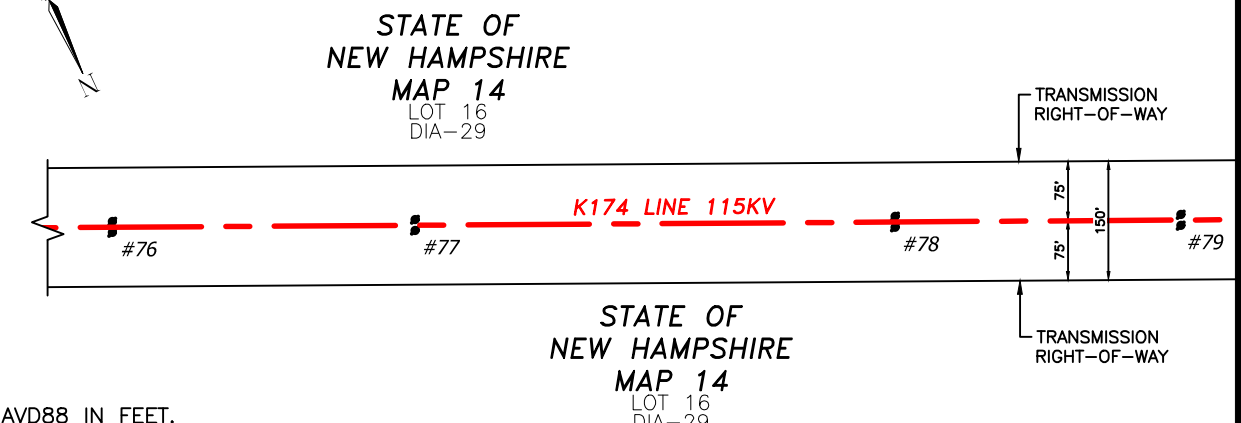 STATE OF
NEW HAMPSHIRE
MAP 14
LOT 16
DIA-29
N
TRANSMISSION
RIGHT-OF-WAY
K174 LINE 115KV
#76
#77
#78
#79
75'
75'
150'
STATE OF
NEW HAMPSHIRE
MAP 14
LOT 16
DIA-29
TRANSMISSION
RIGHT-OF-WAY
AVD88 IN FEET.